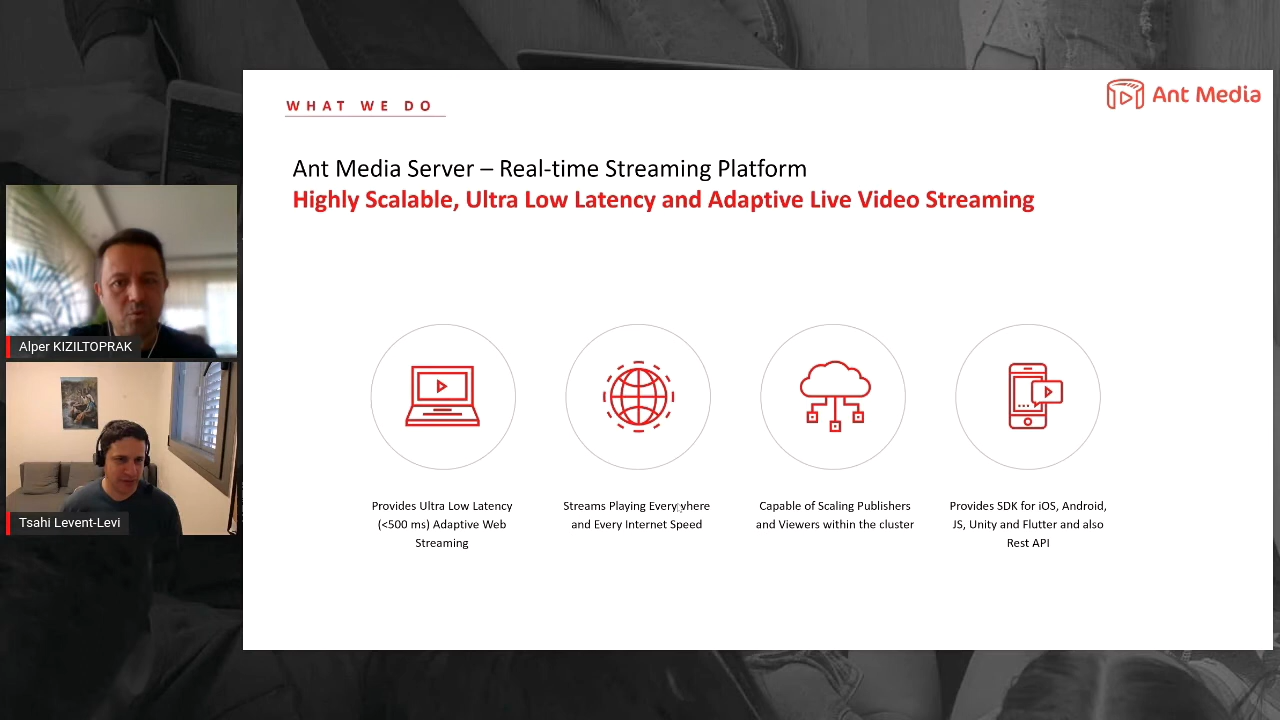 WHAT WE DO
Ant Media
Ant Media Server – Real-time Streaming Platform
Highly Scalable, Ultra Low Latency and Adaptive Live Video Streaming
Alper KIZILTOPRAK
Tsahi Levent-Levi
Provides Ultra Low Latency
(<500 ms) Adaptive Web
Streaming
Streams Playing Everywhere
and Every Internet Speed
Capable of Scaling Publishers
and Viewers within the cluster
Provides SDK for iOS, Android,
JS, Unity and Flutter and also
Rest API